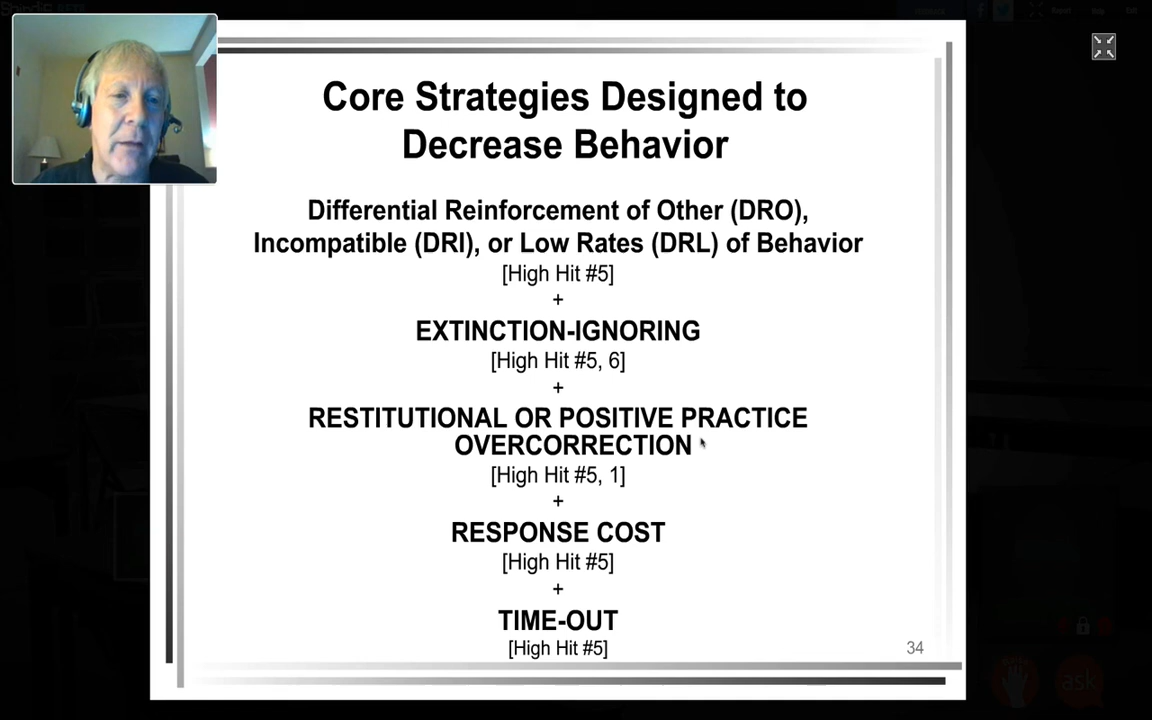 Core Strategies Designed to
Decrease Behavior
Differential Reinforcement of Other (DRO),
Incompatible (DRI), or Low Rates (DRL) of Behavior
[High Hit #5]
+
EXTINCTION-IGNORING
[High Hit #5, 6]
+
RESTITUTIONAL OR POSITIVE PRACTICE
OVERCORRECTION
[High Hit #5, 1]
+
RESPONSE COST
[High Hit #5]
+
TIME-OUT
[High Hit #5]
34
ask